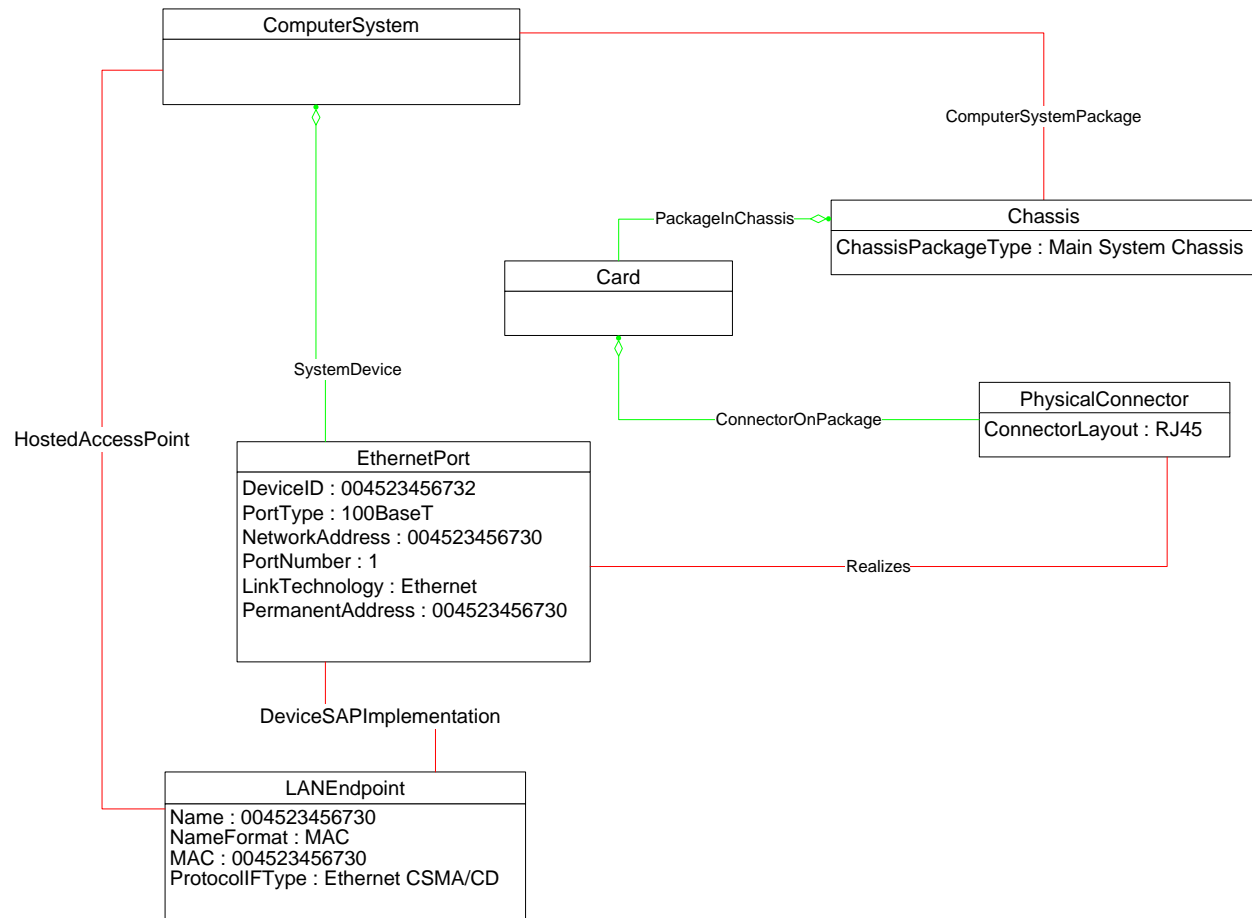 ComputerSystem
ComputerSystemPackage
Chassis
ChassisPackageType : Main System Chassis
PackageInChassis
Card
SystemDevice
PhysicalConnector
ConnectorLayout : RJ45
ConnectorOnPackage
HostedAccessPoint
EthernetPort
DeviceID : 004523456732
PortType : 100BaseT
NetworkAddress : 004523456730
PortNumber : 1
LinkTechnology : Ethernet
PermanentAddress : 004523456730
Realizes
DeviceSAPImplementation
LANEndpoint
Name : 004523456730
NameFormat : MAC
MAC : 004523456730
ProtocolIFType : Ethernet CSMA/CD